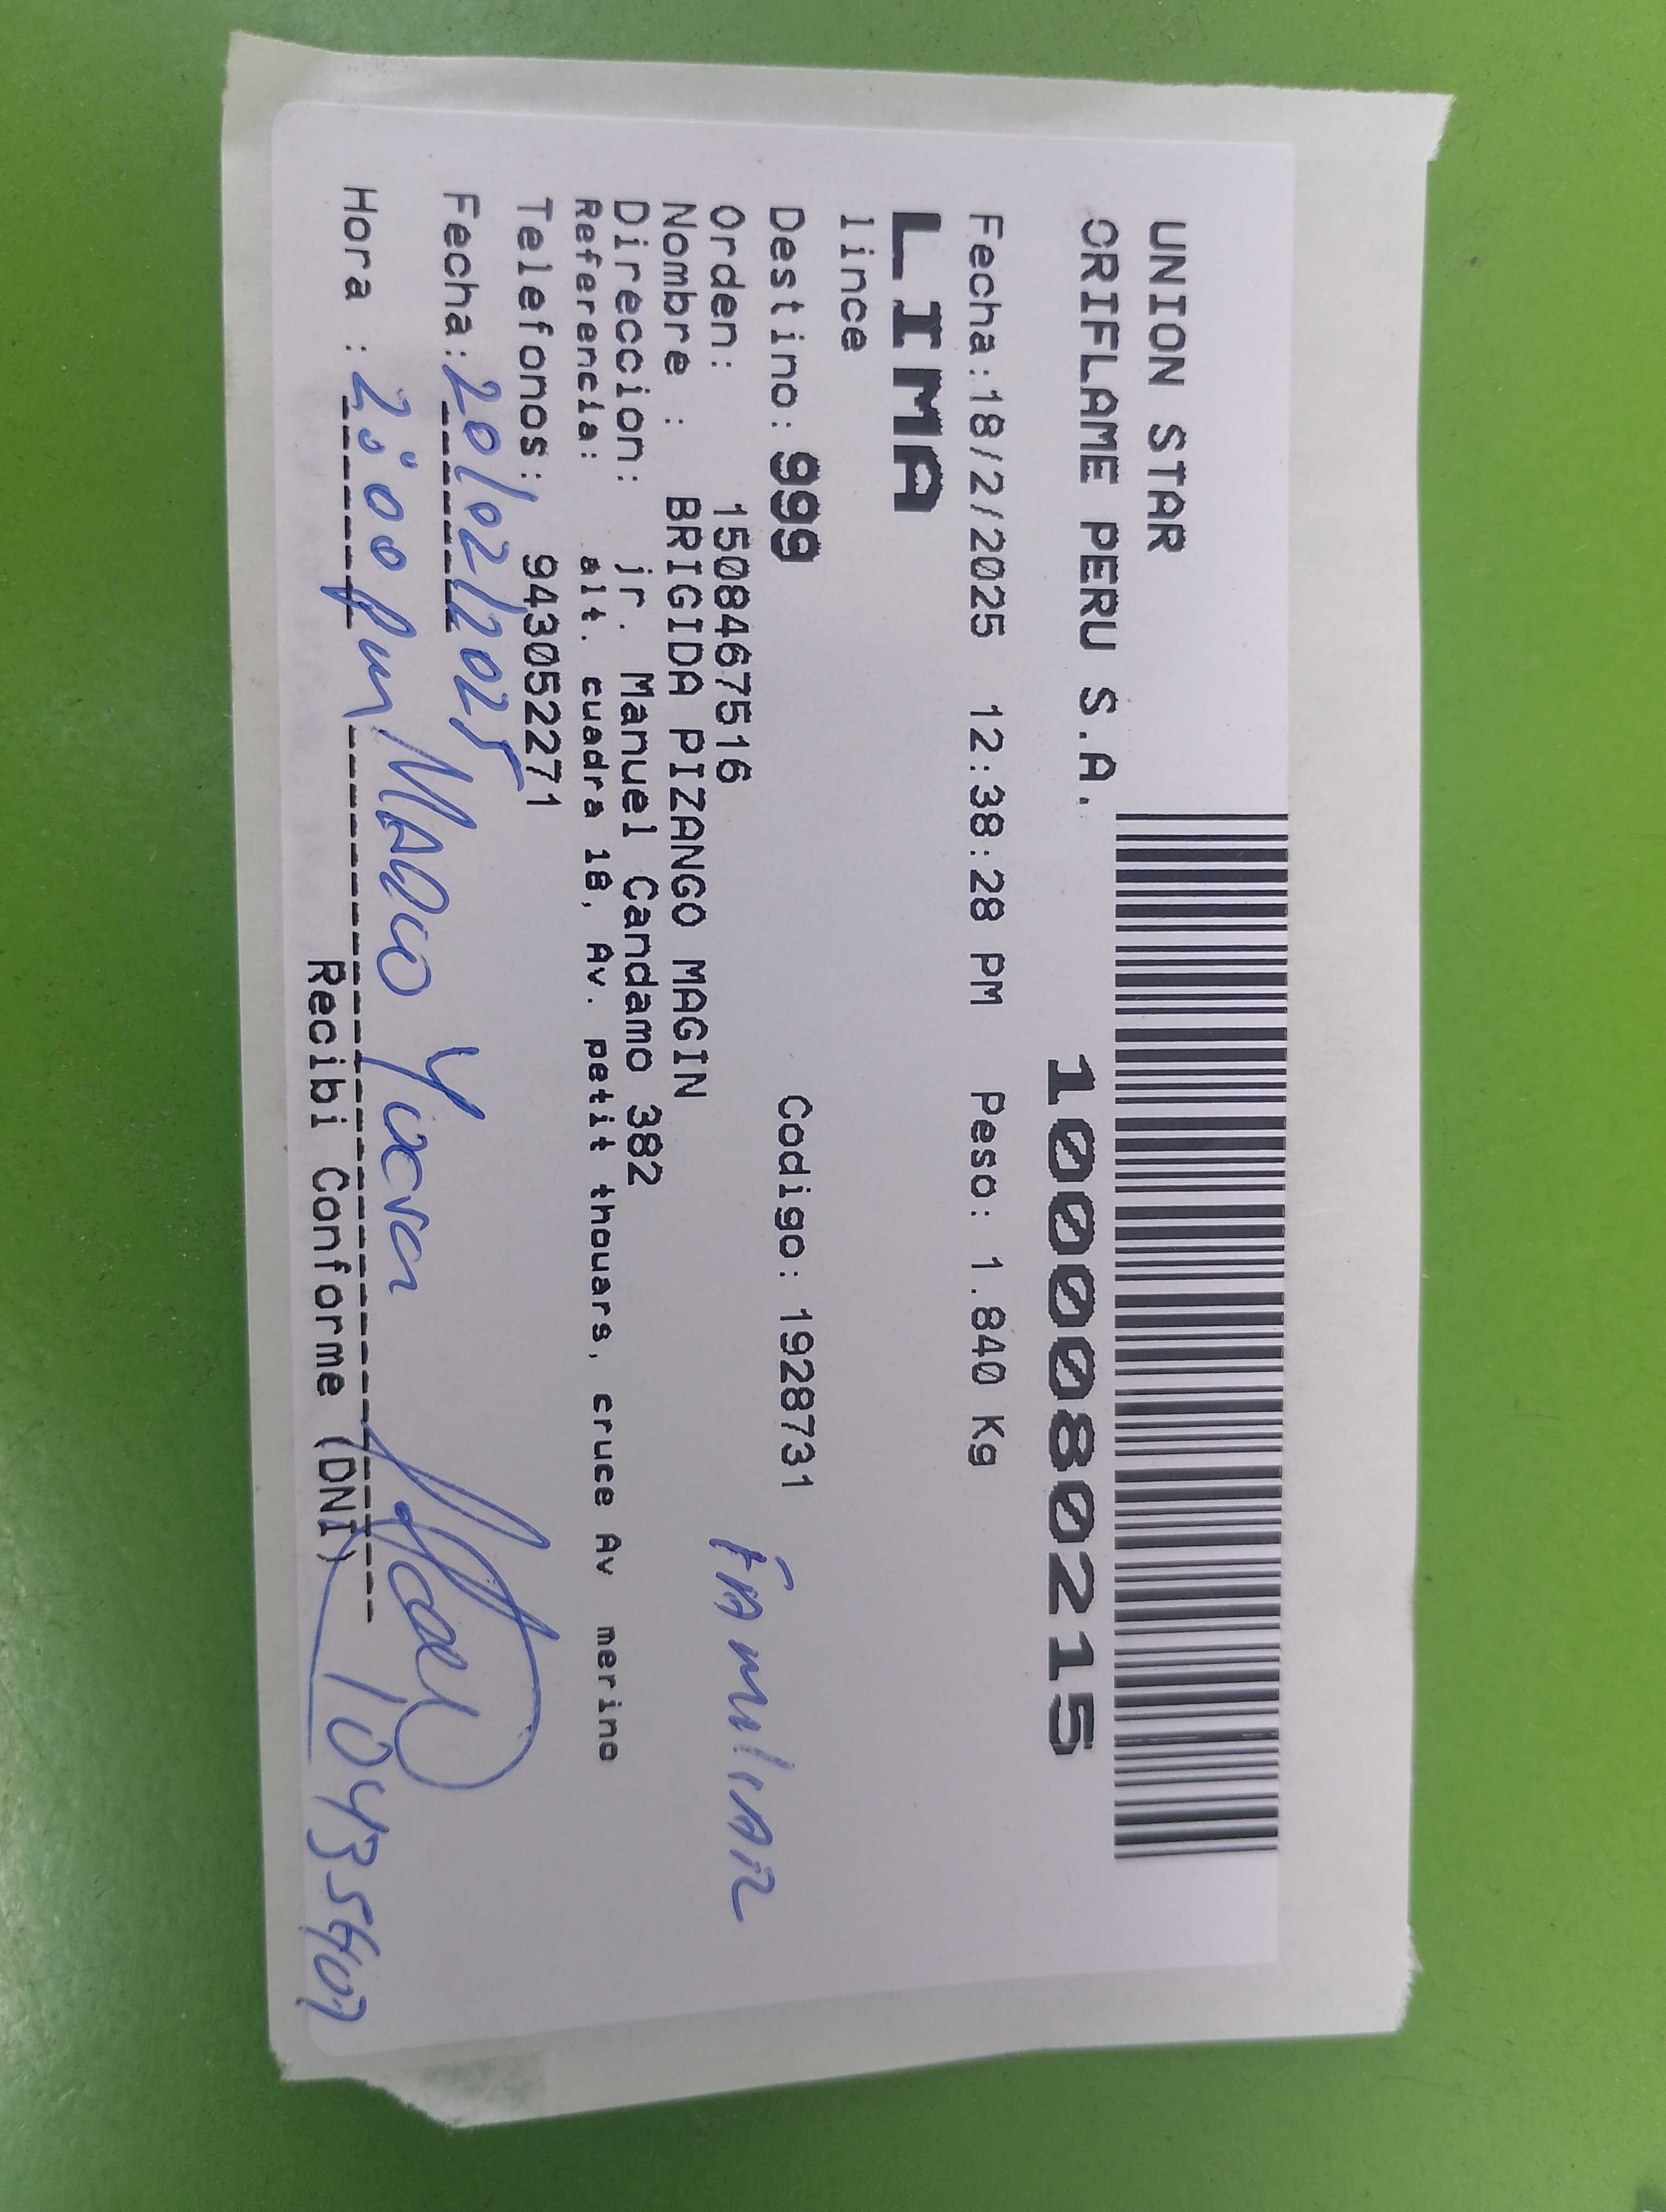 UNION STAR
ORIFLAME PERU S.A.
1000080215
Fecha:18/2/2025 12:38:28 PM Peso: 1.840 Kg
LIMA
lince
Destino: 999 Codigo: 1928731
Orden: 1508467516
Familiar
Nombre : BRIGIDA PIZANGO MAGIN
Direccion: jr. Manuel Candamo 382
Referencia: alt. cuadra 18, Av. petit thouars, cruce Av merino
Telefonos: 943052271
Fecha: 20/02/2025
Hora : 2:00 pm
Recibi Conforme (DNI) 10435407